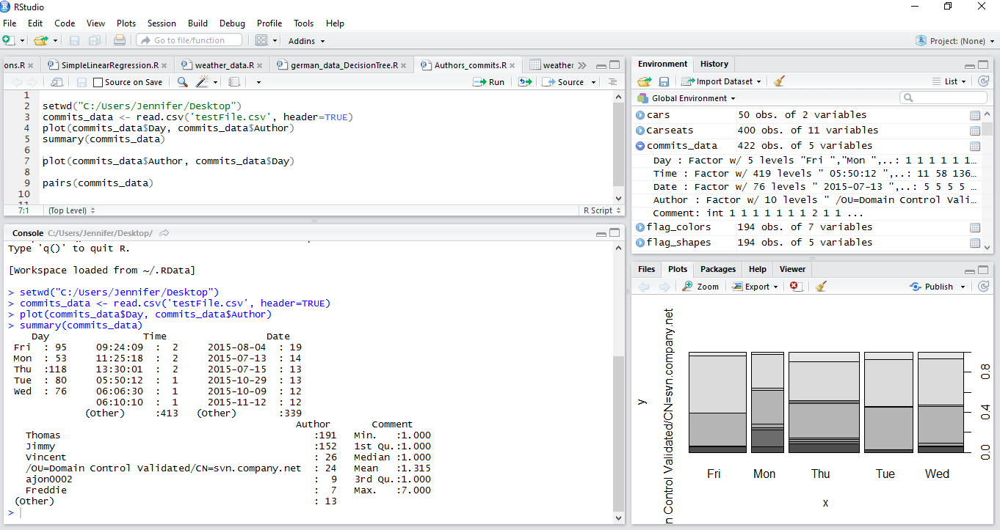 RStudio
File Edit Code View Plots Session Build Debug Profile Tools Help
Go to file/function Addins Project: (None)
ons.R SimpleLinearRegression.R weather_data.R german_data_DecisionTree.R Authors_commits.R weather
Source on Save Run Source
1
2 setwd("C:/Users/Jennifer/Desktop")
3 commits_data <- read.csv('testFile.csv', header=TRUE)
4 plot(commits_data$Day, commits_data$Author)
5 summary(commits_data)
6
7 plot(commits_data$Author, commits_data$Day)
8
9 pairs(commits_data)
10
11
7:1 (Top Level) R Script
Console C:/Users/Jennifer/Desktop/
Type 'q()' to quit R.
[Workspace loaded from ~/.RData]
> setwd("C:/Users/Jennifer/Desktop")
> commits_data <- read.csv('testFile.csv', header=TRUE)
> plot(commits_data$Day, commits_data$Author)
> summary(commits_data)
Day Time Date
Fri : 95 09:24:09 : 2 2015-08-04 : 19
Mon : 53 11:25:18 : 2 2015-07-13 : 14
Thu :118 13:30:01 : 2 2015-07-15 : 13
Tue : 80 05:50:12 : 1 2015-10-29 : 13
Wed : 76 06:06:30 : 1 2015-10-09 : 12
06:10:10 : 1 2015-11-12 : 12
(Other) :413 (Other) :339
Author Comment
Thomas :191 Min. :1.000
Jimmy :152 1st Qu.:1.000
Vincent : 26 Median :1.000
/OU=Domain Control Validated/CN=svn.company.net : 24 Mean :1.315
ajon0002 : 9 3rd Qu.:1.000
Freddie : 7 Max. :7.000
(Other) : 13
>
Environment History
Import Dataset List
Global Environment
cars 50 obs. of 2 variables
Carseats 400 obs. of 11 variables
commits_data 422 obs. of 5 variables
Day : Factor w/ 5 levels "Fri ","Mon ",..: 1 1 1 1 1 1…
Time : Factor w/ 419 levels " 05:50:12 ",..: 11 58 136…
Date : Factor w/ 76 levels " 2015-07-13 ",..: 5 5 5 5 …
Author : Factor w/ 10 levels " /OU=Domain Control Vali…
Comment: int 1 1 1 1 1 1 2 1 1 ...
flag_colors 194 obs. of 7 variables
flag_shapes 194 obs. of 5 variables
Files Plots Packages Help Viewer
Zoom Export Publish
n Control Validated/CN=svn.company.net
y
0.8
0.4
0.0
Fri Mon Thu Tue Wed
x